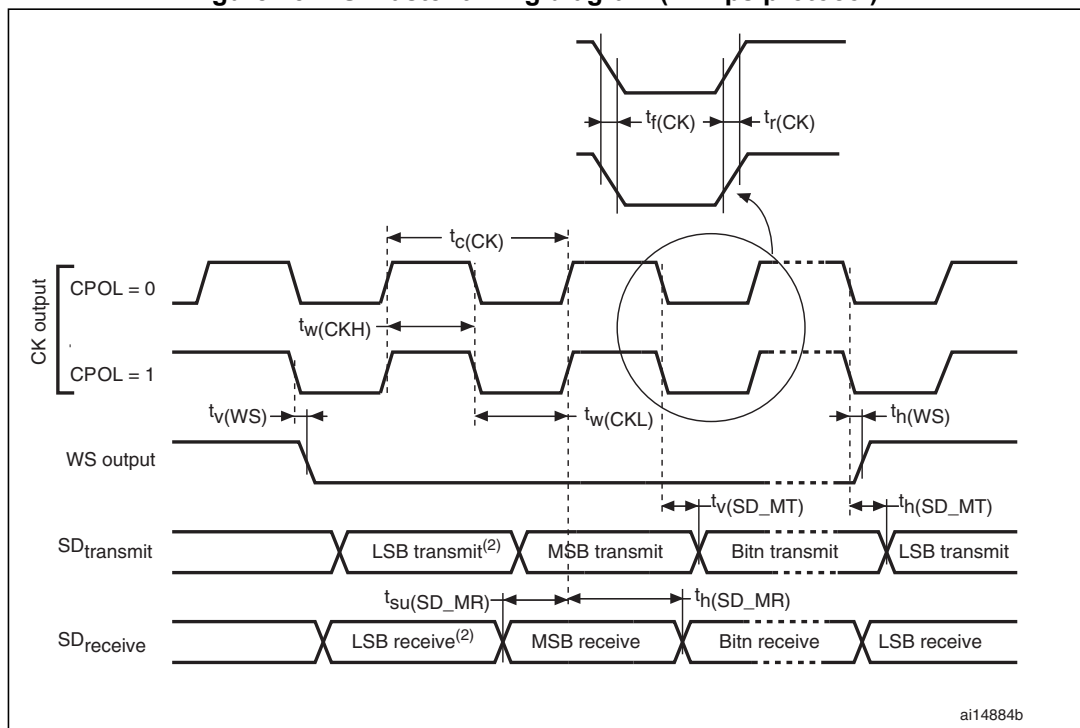 tf(CK)
tr(CK)
tc(CK)
CK output
CPOL = 0
tw(CKH)
CPOL = 1
tv(WS)
tw(CKL)
th(WS)
WS output
tv(SD_MT)
th(SD_MT)
SDtransmit
LSB transmit(2)
MSB transmit
Bitn transmit
LSB transmit
tsu(SD_MR)
th(SD_MR)
SDreceive
LSB receive(2)
MSB receive
Bitn receive
LSB receive
ai14884b